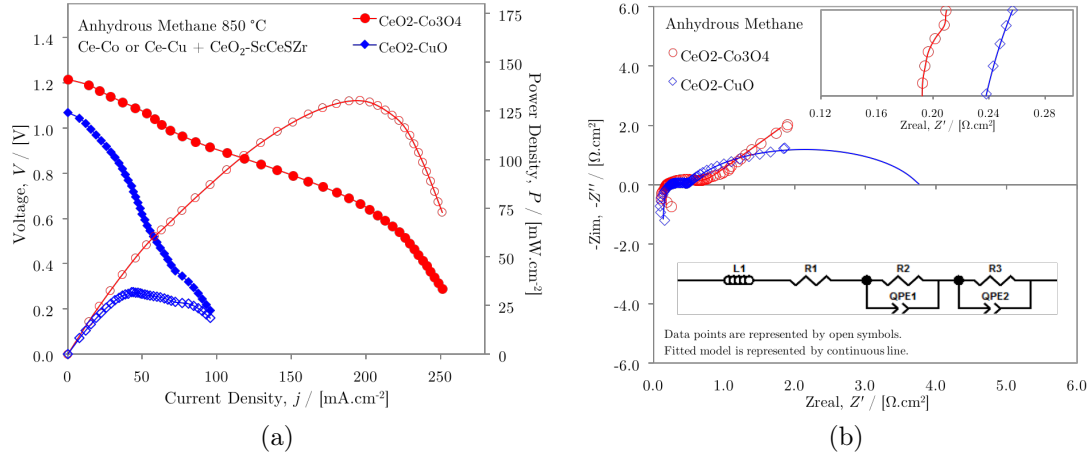 Anhydrous Methane 850 °C
Ce-Co or Ce-Cu + CeO2-ScCeSZr
CeO2-Co3O4
CeO2-CuO
Voltage, V / [V]
1.4
1.2
1.0
0.8
0.6
0.4
0.2
0.0
Power Density, P / [mW.cm-2]
175
150
125
100
75
50
25
0
0 50 100 150 200 250
Current Density, j / [mA.cm-2]
(a)
Anhydrous Methane
CeO2-Co3O4
CeO2-CuO
-Zim, -Z'' / [Ω.cm2]
6.0
4.0
2.0
0.0
-2.0
-4.0
-6.0
0.12 0.16 0.20 0.24 0.28
Zreal, Z' / [Ω.cm2]
L1 R1 R2 R3
QPE1 QPE2
Data points are represented by open symbols.
Fitted model is represented by continuous line.
0.0 1.0 2.0 3.0 4.0 5.0 6.0
Zreal, Z' / [Ω.cm2]
(b)